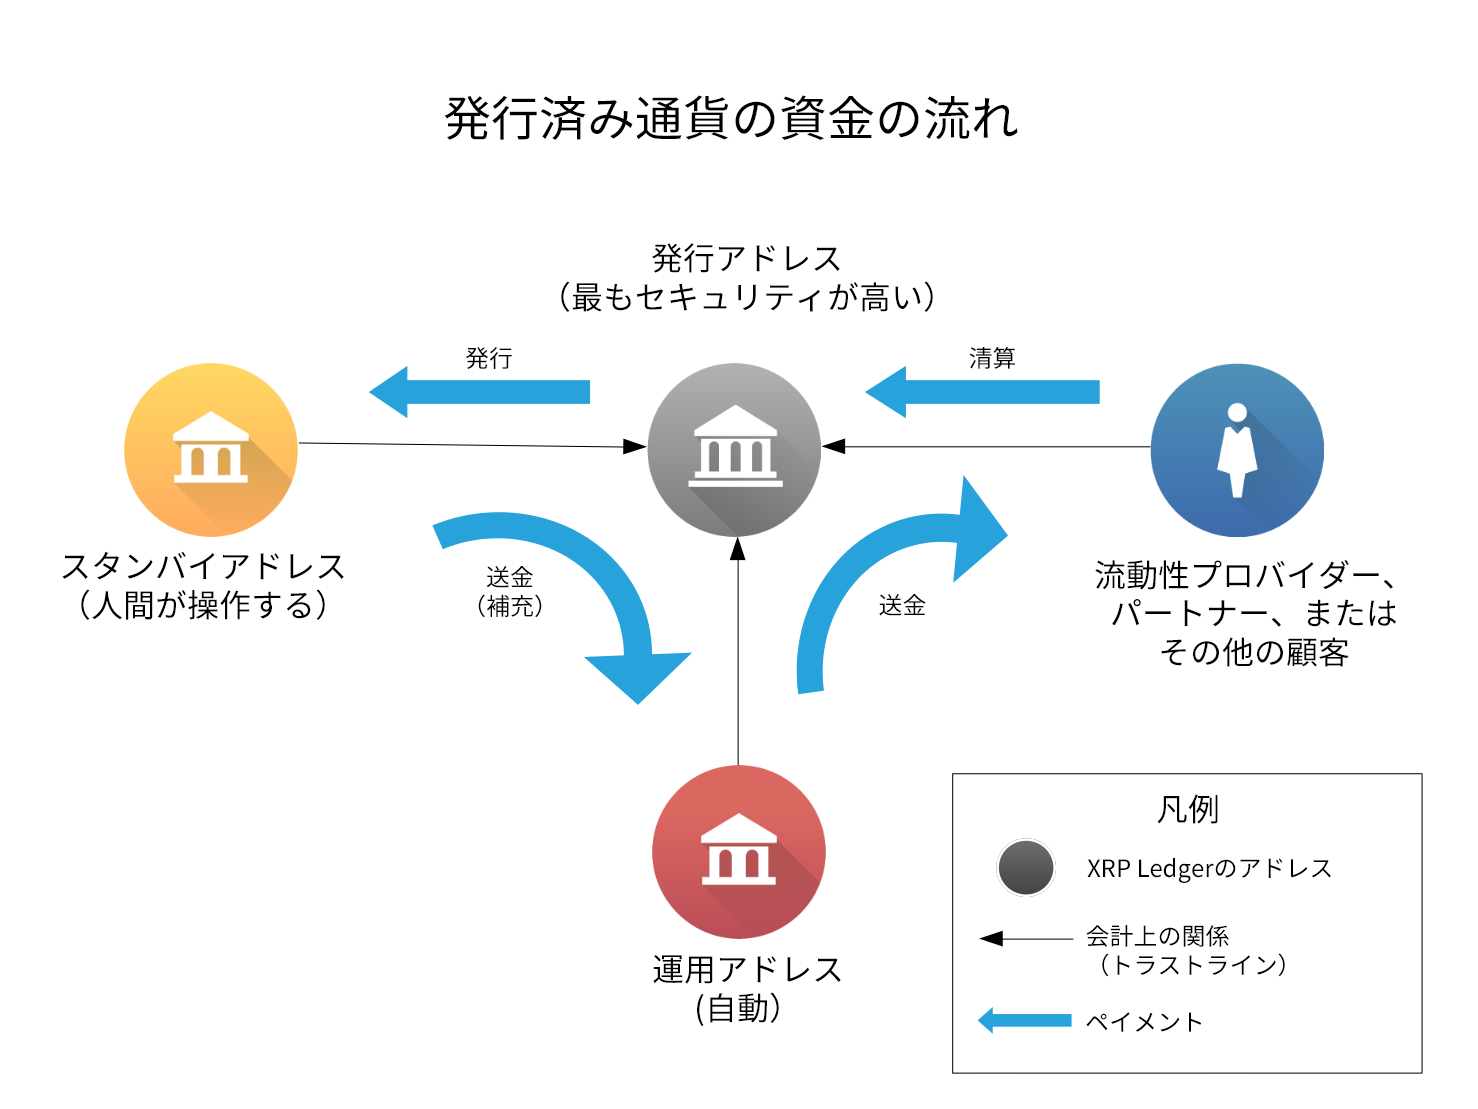 発行済み通貨の資金の流れ
発行アドレス
（最もセキュリティが高い）
発行
清算
スタンバイアドレス
（人間が操作する）
送金
（補充）
送金
流動性プロバイダー、
パートナー、または
その他の顧客
運用アドレス
(自動）
凡例
XRP Ledgerのアドレス
会計上の関係
（トラストライン）
ペイメント